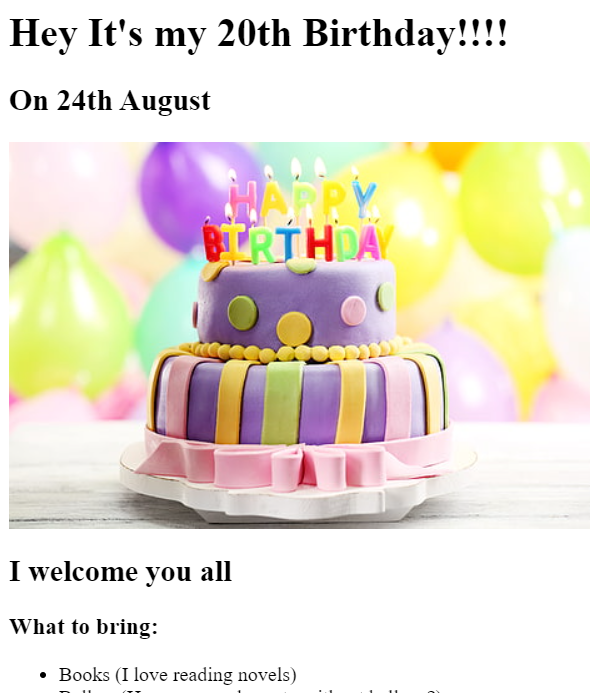 Hey It's my 20th Birthday!!!!
On 24th August
HAPPY
BIRTHDAY
I welcome you all
What to bring:
Books (I love reading novels)